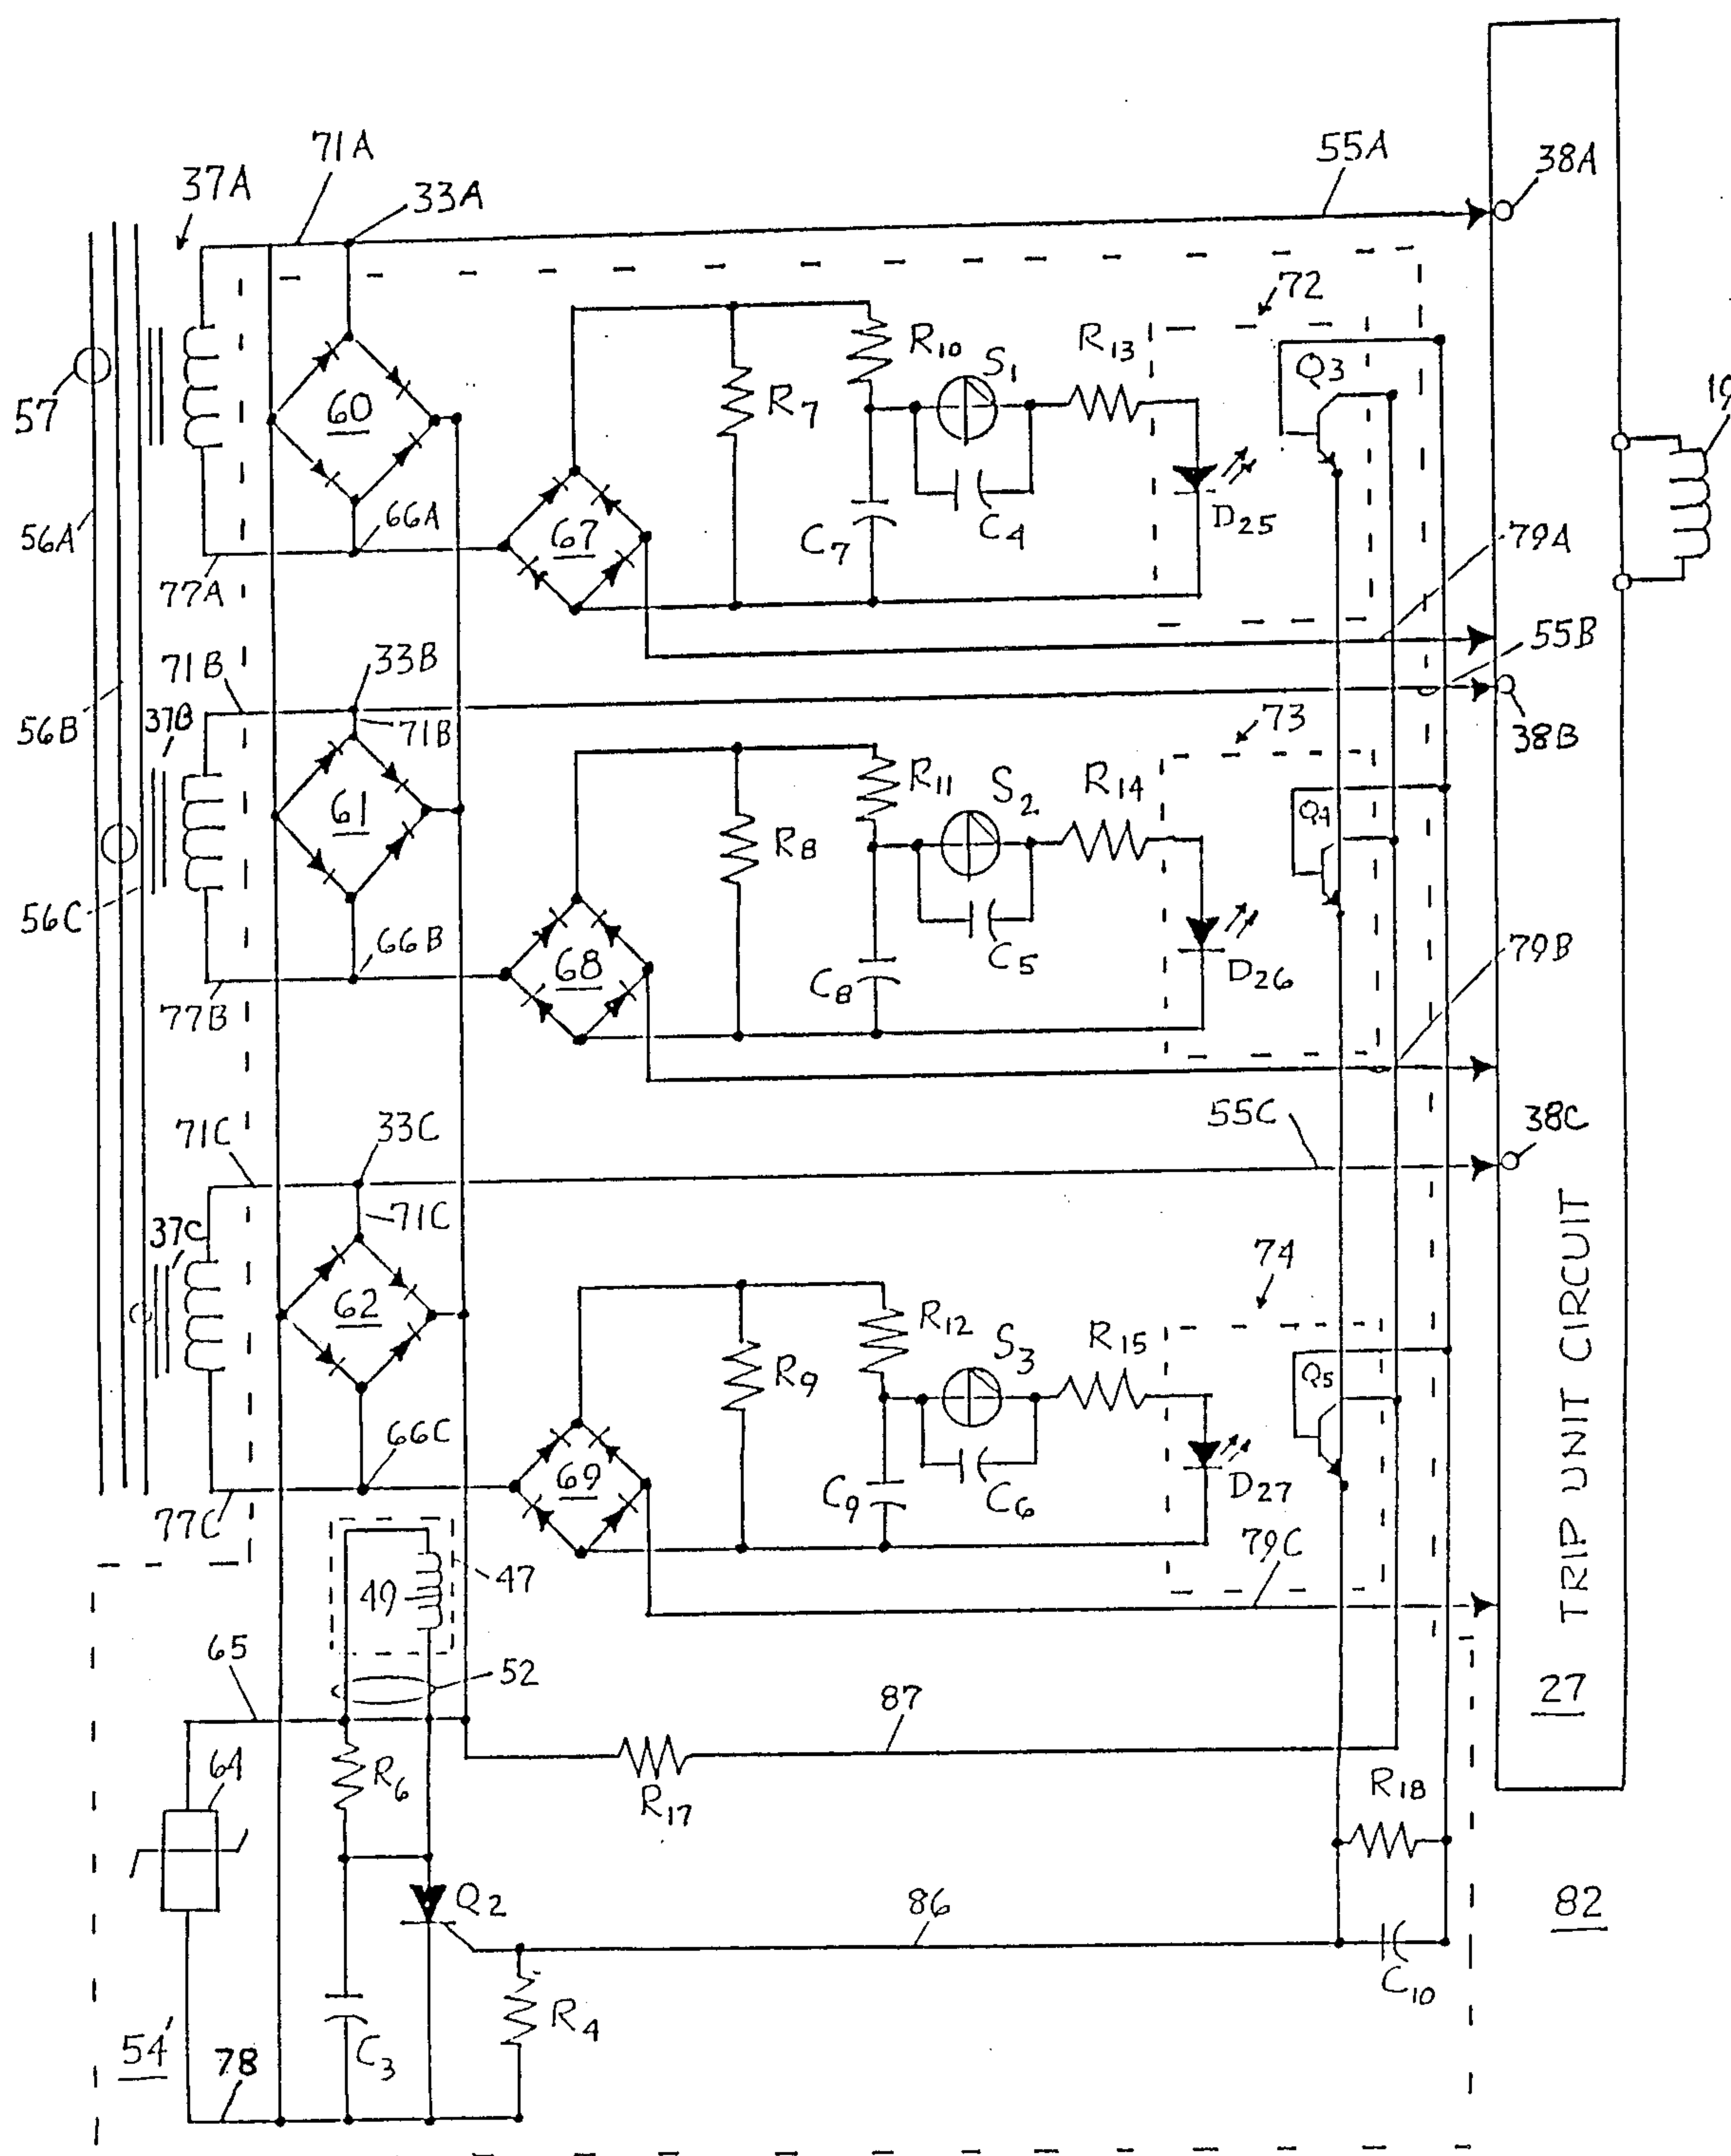 71A
55A
37A
33A
38A
72
R10
S1
R13
Q3
19
57
60
R7
56A
66A
67
C7
C4
D25
79A
77A
55B
71B
33B
56B
37B
71B
73
38B
R11
S2
R14
Q4
61
R8
56C
66B
68
C8
C5
D26
79B
77B
71C
33C
55C
38C
37C
71C
74
TRIP UNIT CIRCUIT
62
R12
S3
R15
Q5
R9
66C
69
C9
C6
D27
77C
79C
49
47
65
52
87
27
64
R6
R17
R18
Q2
86
82
C10
R4
54'
C3
78